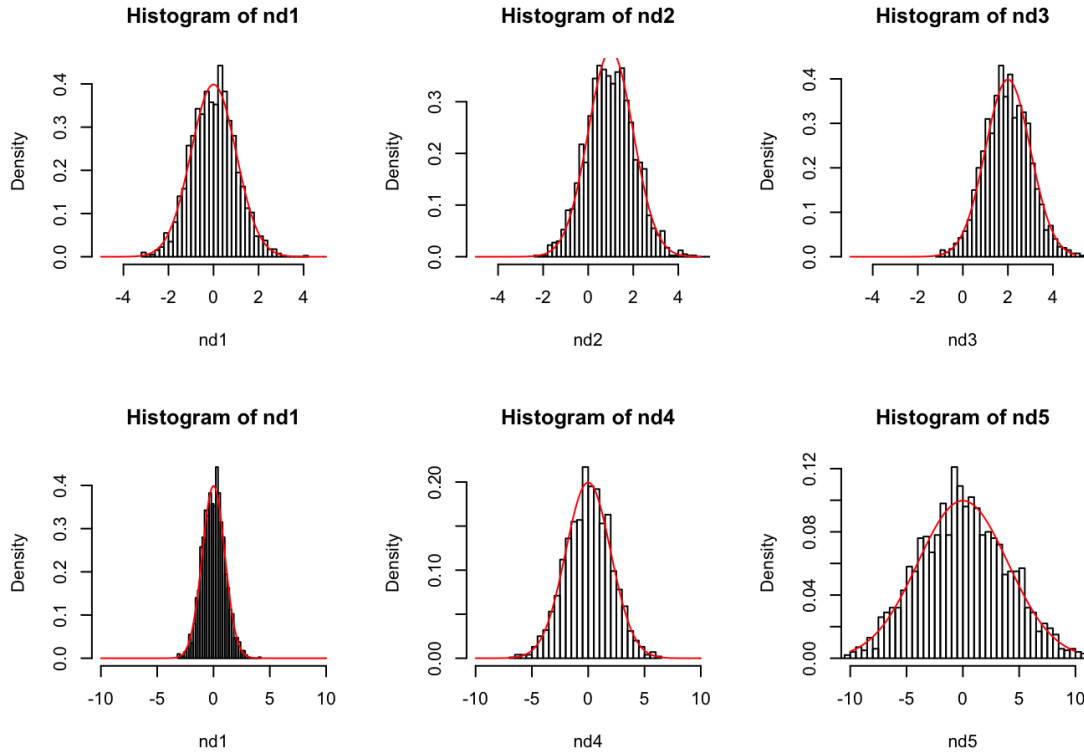 Histogram of nd1
Density
0.0 0.1 0.2 0.3 0.4
-4 -2 0 2 4
nd1
Histogram of nd2
Density
0.0 0.1 0.2 0.3
-4 -2 0 2 4
nd2
Histogram of nd3
Density
0.0 0.1 0.2 0.3 0.4
-4 -2 0 2 4
nd3
Histogram of nd1
Density
0.0 0.1 0.2 0.3 0.4
-10 -5 0 5 10
nd1
Histogram of nd4
Density
0.00 0.10 0.20
-10 -5 0 5 10
nd4
Histogram of nd5
Density
0.00 0.04 0.08 0.12
-10 -5 0 5 10
nd5